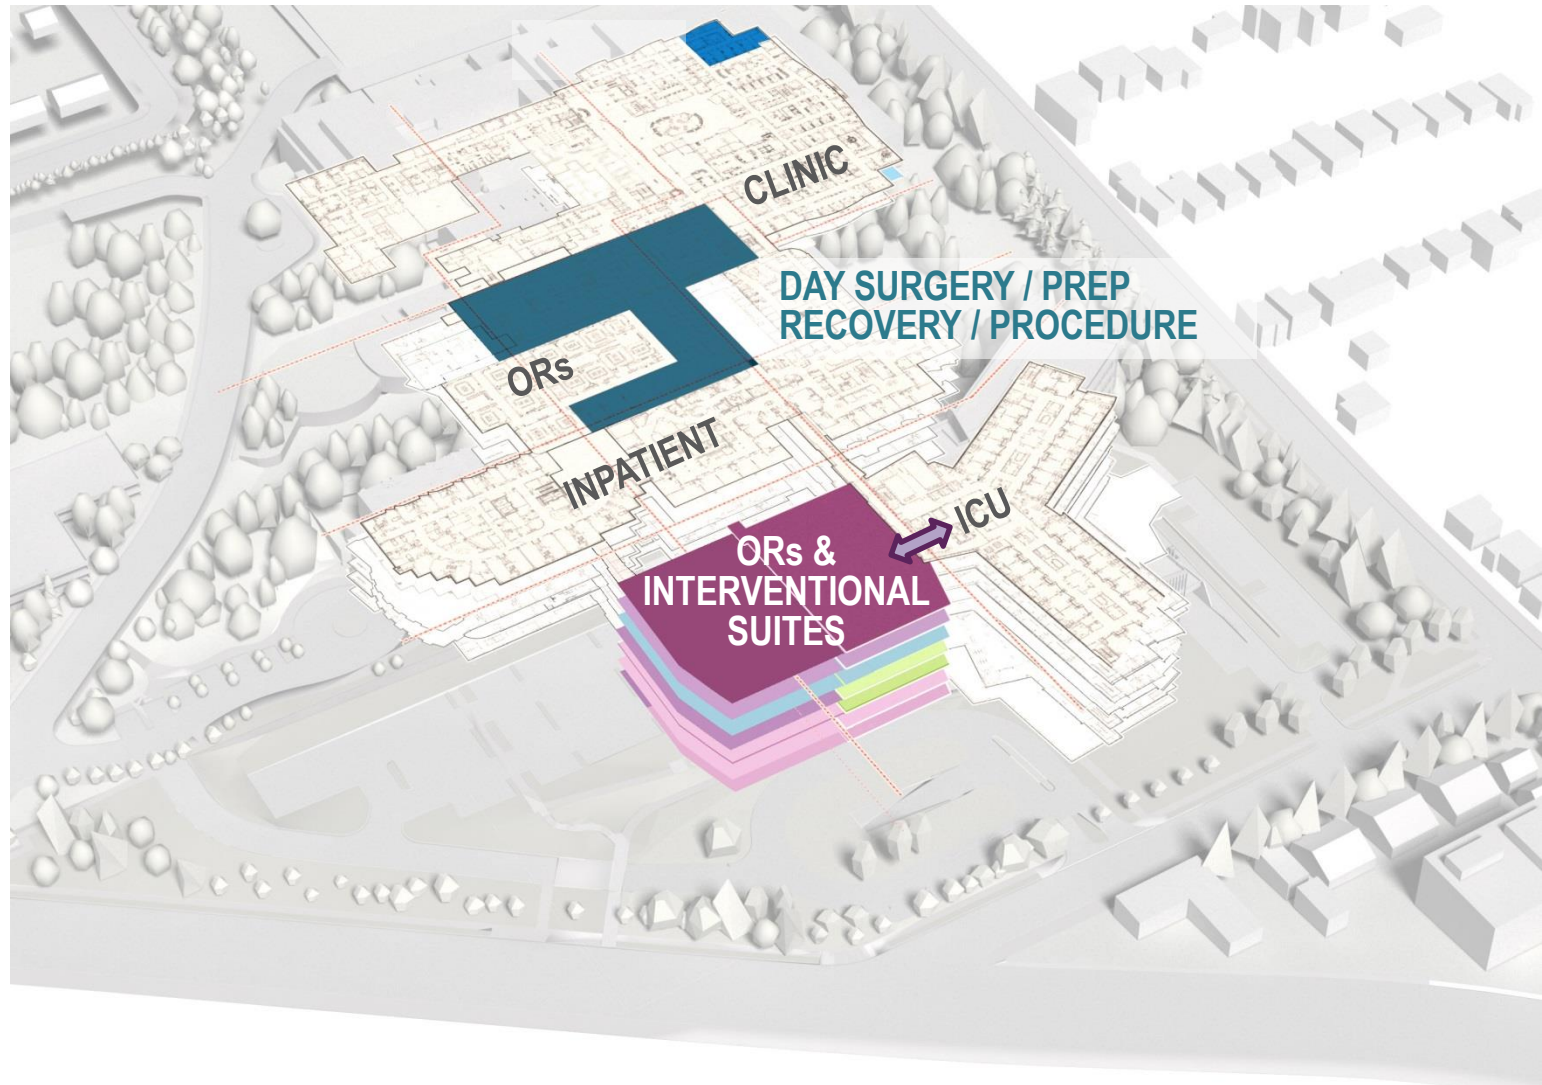 CLINIC
DAY SURGERY / PREP
RECOVERY / PROCEDURE
ORs
INPATIENT
ICU
ORs &
INTERVENTIONAL
SUITES